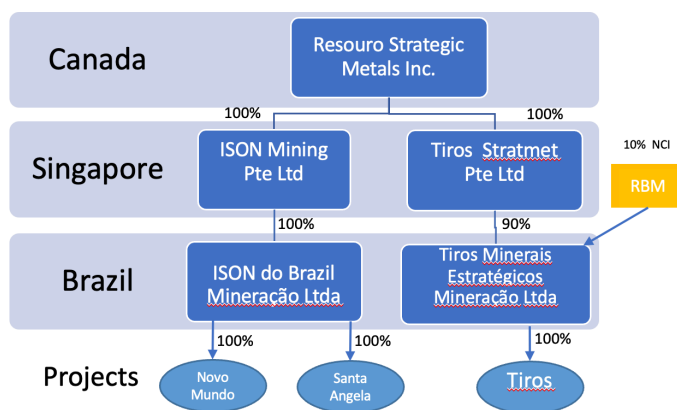 Canada
Resouro Strategic
Metals Inc.
100%
100%
Singapore
ISON Mining
Pte Ltd
Tiros Stratmet
Pte Ltd
10% NCI
RBM
100%
90%
Brazil
ISON do Brazil
Mineração Ltda
Tiros Minerais
Estratégicos
Mineração Ltda
100%
100%
100%
Projects
Novo
Mundo
Santa
Angela
Tiros